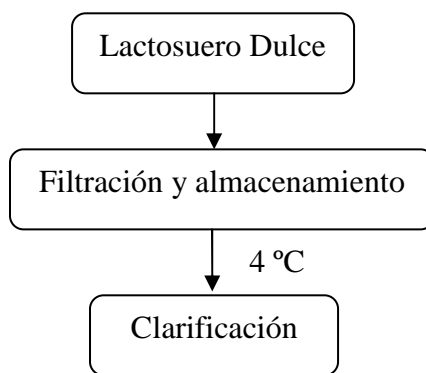 Lactosuero Dulce
Filtración y almacenamiento
4 ºC
Clarificación